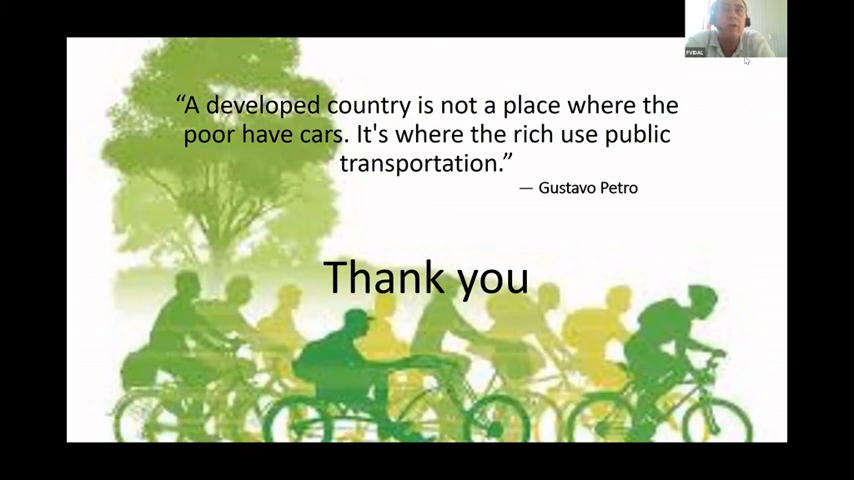 “A developed country is not a place where the
poor have cars. It's where the rich use public
transportation.”
— Gustavo Petro
Thank you
FVIDAL